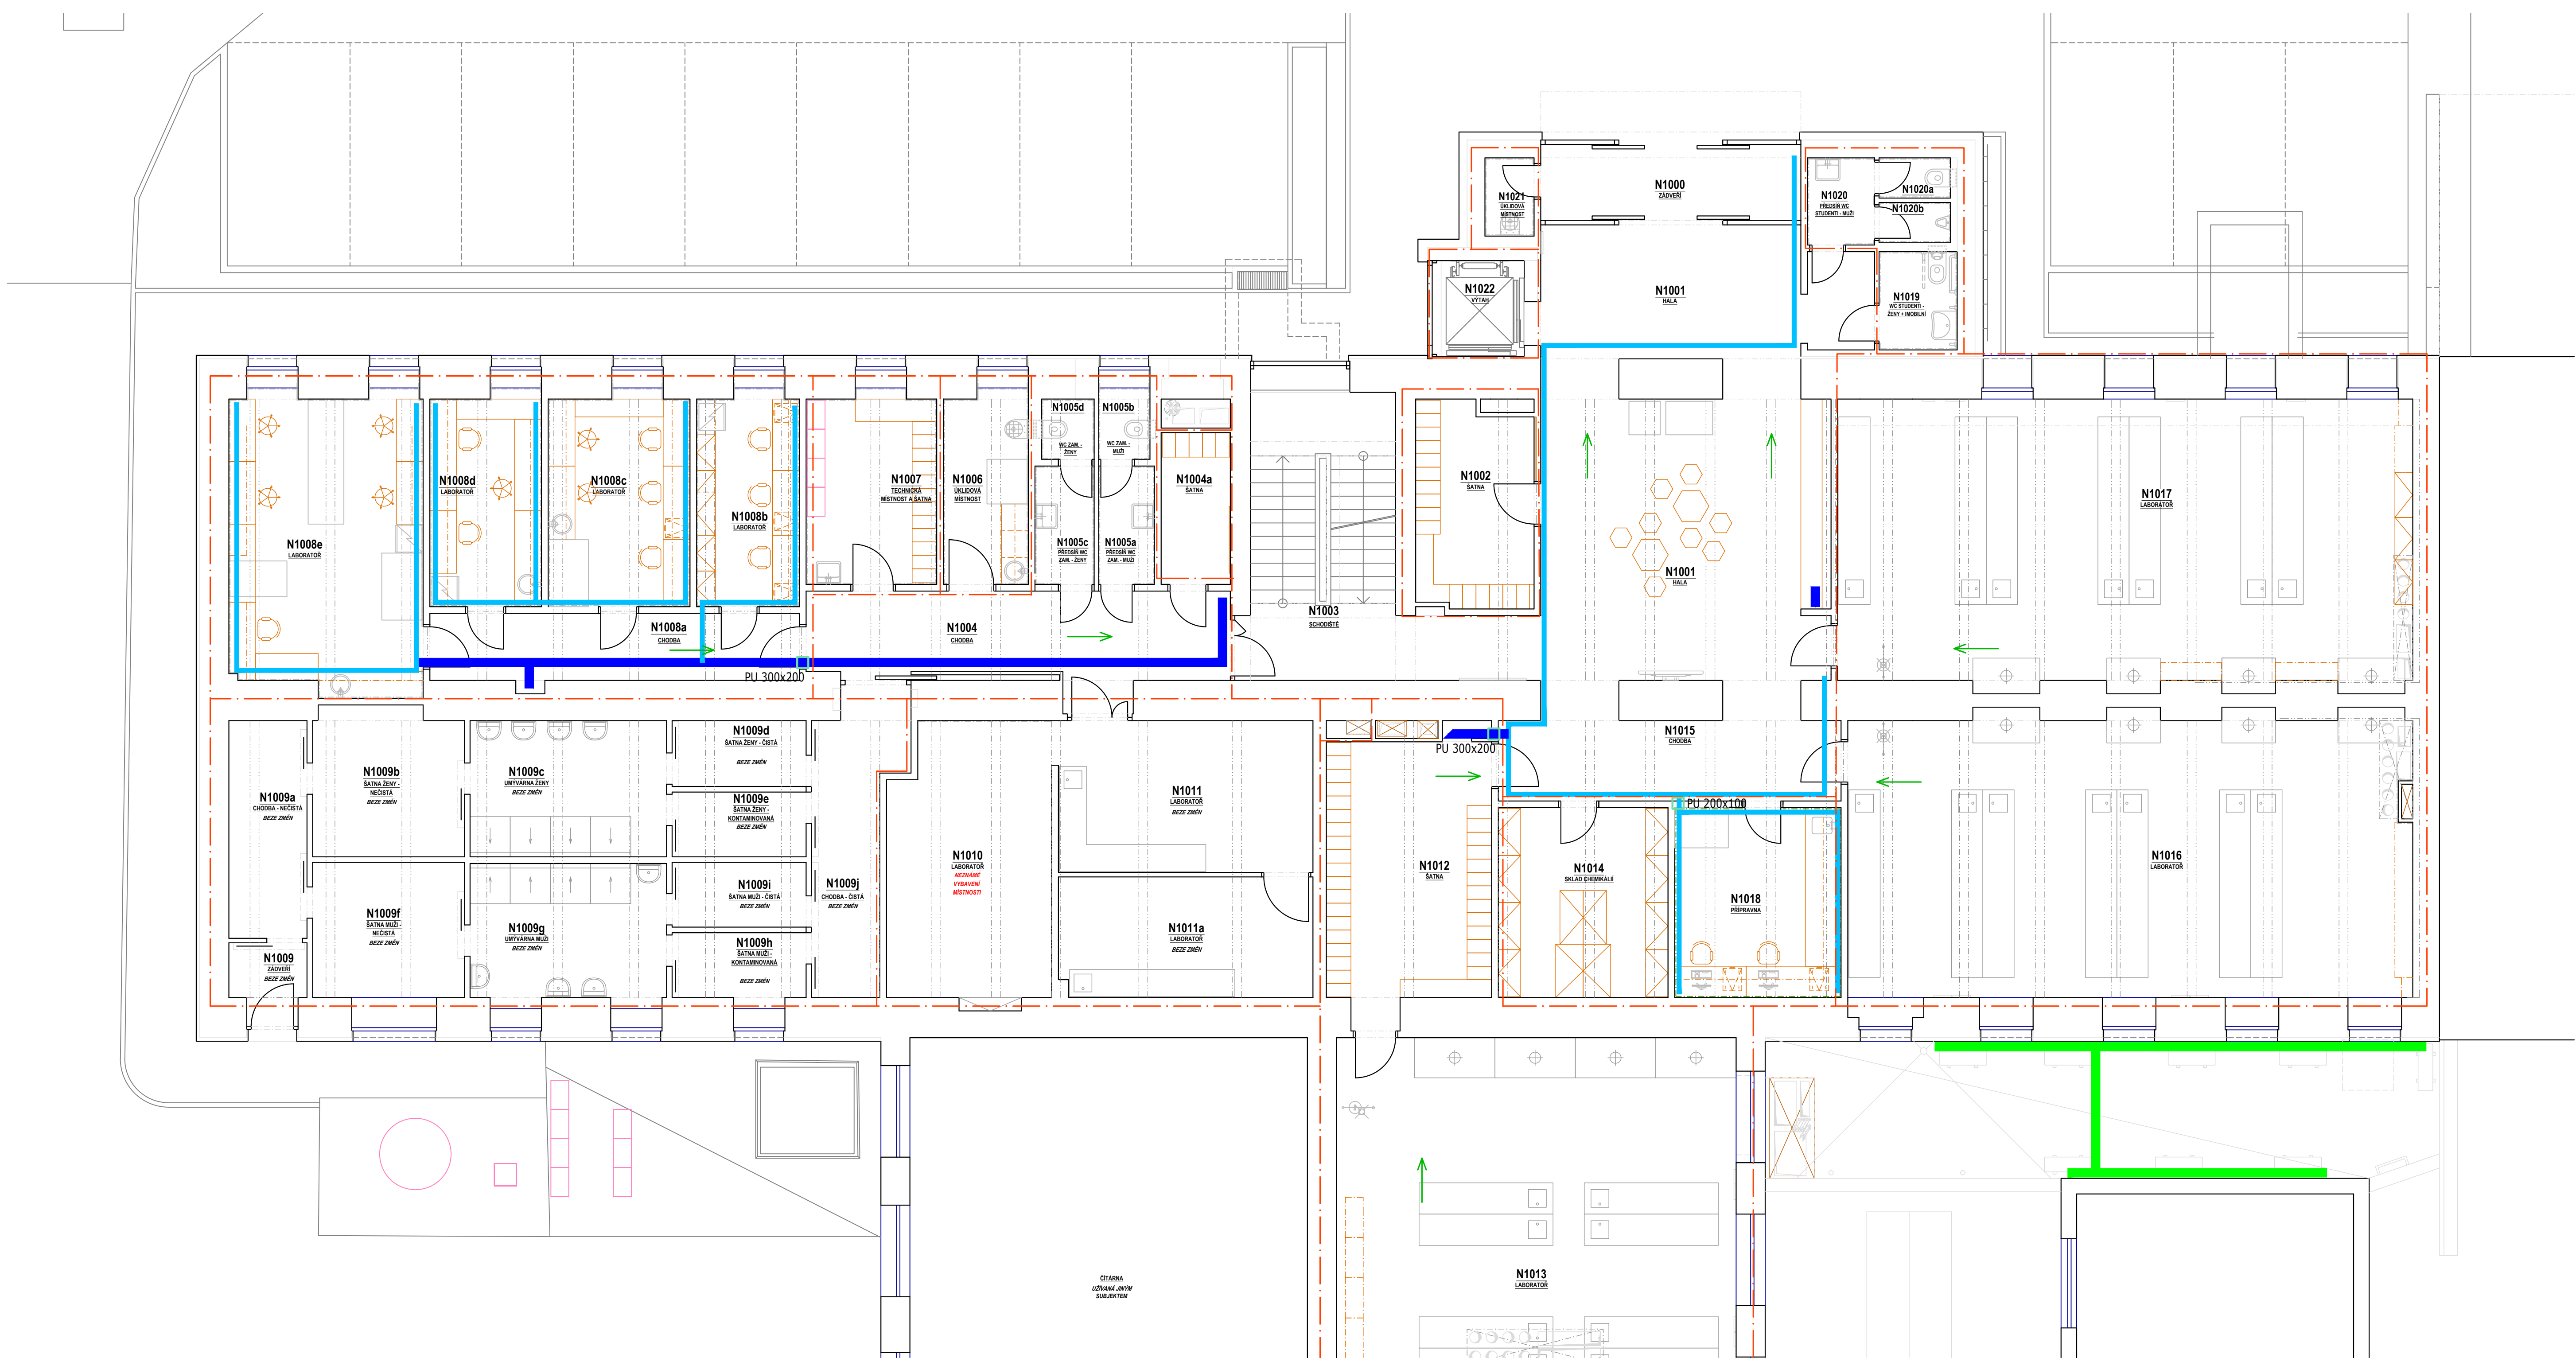 N1000
ZÁDVEŘÍ
N1021
ÚKLIDOVÁ
MÍSTNOST
N1020
PŘEDSÍŇ WC
STUDENTI - MUŽI
N1020a
N1020b
N1022
VÝTAH
N1001
HALA
N1019
WC STUDENTI -
ŽENY + IMOBILNÍ
N1008e
LABORATOŘ
N1008d
LABORATOŘ
N1008c
LABORATOŘ
N1008b
LABORATOŘ
N1007
TECHNICKÁ
MÍSTNOST A ŠATNA
N1006
ÚKLIDOVÁ
MÍSTNOST
N1005d
WC ZAM. -
ŽENY
N1005b
WC ZAM. -
MUŽI
N1005c
PŘEDSÍŇ WC
ZAM. - ŽENY
N1005a
PŘEDSÍŇ WC
ZAM. - MUŽI
N1004a
ŠATNA
N1002
ŠATNA
N1001
HALA
N1017
LABORATOŘ
N1003
SCHODIŠTĚ
N1008a
CHODBA
N1004
CHODBA
PU 300x200
N1009a
CHODBA - NEČISTÁ
BEZE ZMĚN
N1009b
ŠATNA ŽENY -
NEČISTÁ
BEZE ZMĚN
N1009c
UMÝVÁRNA ŽENY
BEZE ZMĚN
N1009d
ŠATNA ŽENY - ČISTÁ
BEZE ZMĚN
N1009e
ŠATNA ŽENY -
KONTAMINOVANÁ
BEZE ZMĚN
N1011
LABORATOŘ
BEZE ZMĚN
PU 300x200
N1015
CHODBA
PU 200x100
N1010
LABORATOŘ
NEZNÁMÉ
VYBAVENÍ
MÍSTNOSTI
N1012
ŠATNA
N1014
SKLAD CHEMIKÁLIÍ
N1018
PŘÍPRAVNA
N1016
LABORATOŘ
N1009f
ŠATNA MUŽI -
NEČISTÁ
BEZE ZMĚN
N1009g
UMÝVÁRNA MUŽI
BEZE ZMĚN
N1009i
ŠATNA MUŽI - ČISTÁ
BEZE ZMĚN
N1009j
CHODBA - ČISTÁ
BEZE ZMĚN
N1009h
ŠATNA MUŽI -
KONTAMINOVANÁ
BEZE ZMĚN
N1011a
LABORATOŘ
BEZE ZMĚN
N1009
ZÁDVEŘÍ
BEZE ZMĚN
ČÍTÁRNA
UŽÍVANÁ JINÝM
SUBJEKTEM
N1013
LABORATOŘ